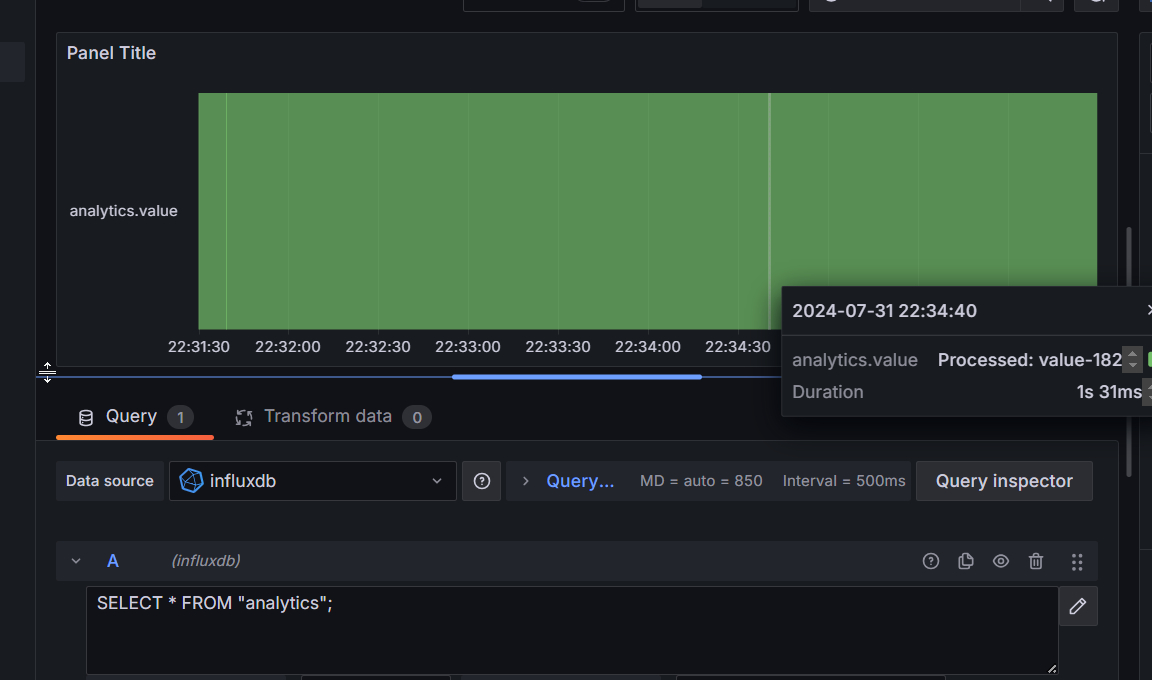 Panel Title
analytics.value
22:31:30 22:32:00 22:32:30 22:33:00 22:33:30 22:34:00 22:34:30
2024-07-31 22:34:40
analytics.value Processed: value-182
Duration 1s 31ms
Query 1 Transform data 0
Data source influxdb Query... MD = auto = 850 Interval = 500ms Query inspector
A (influxdb)
SELECT * FROM "analytics";